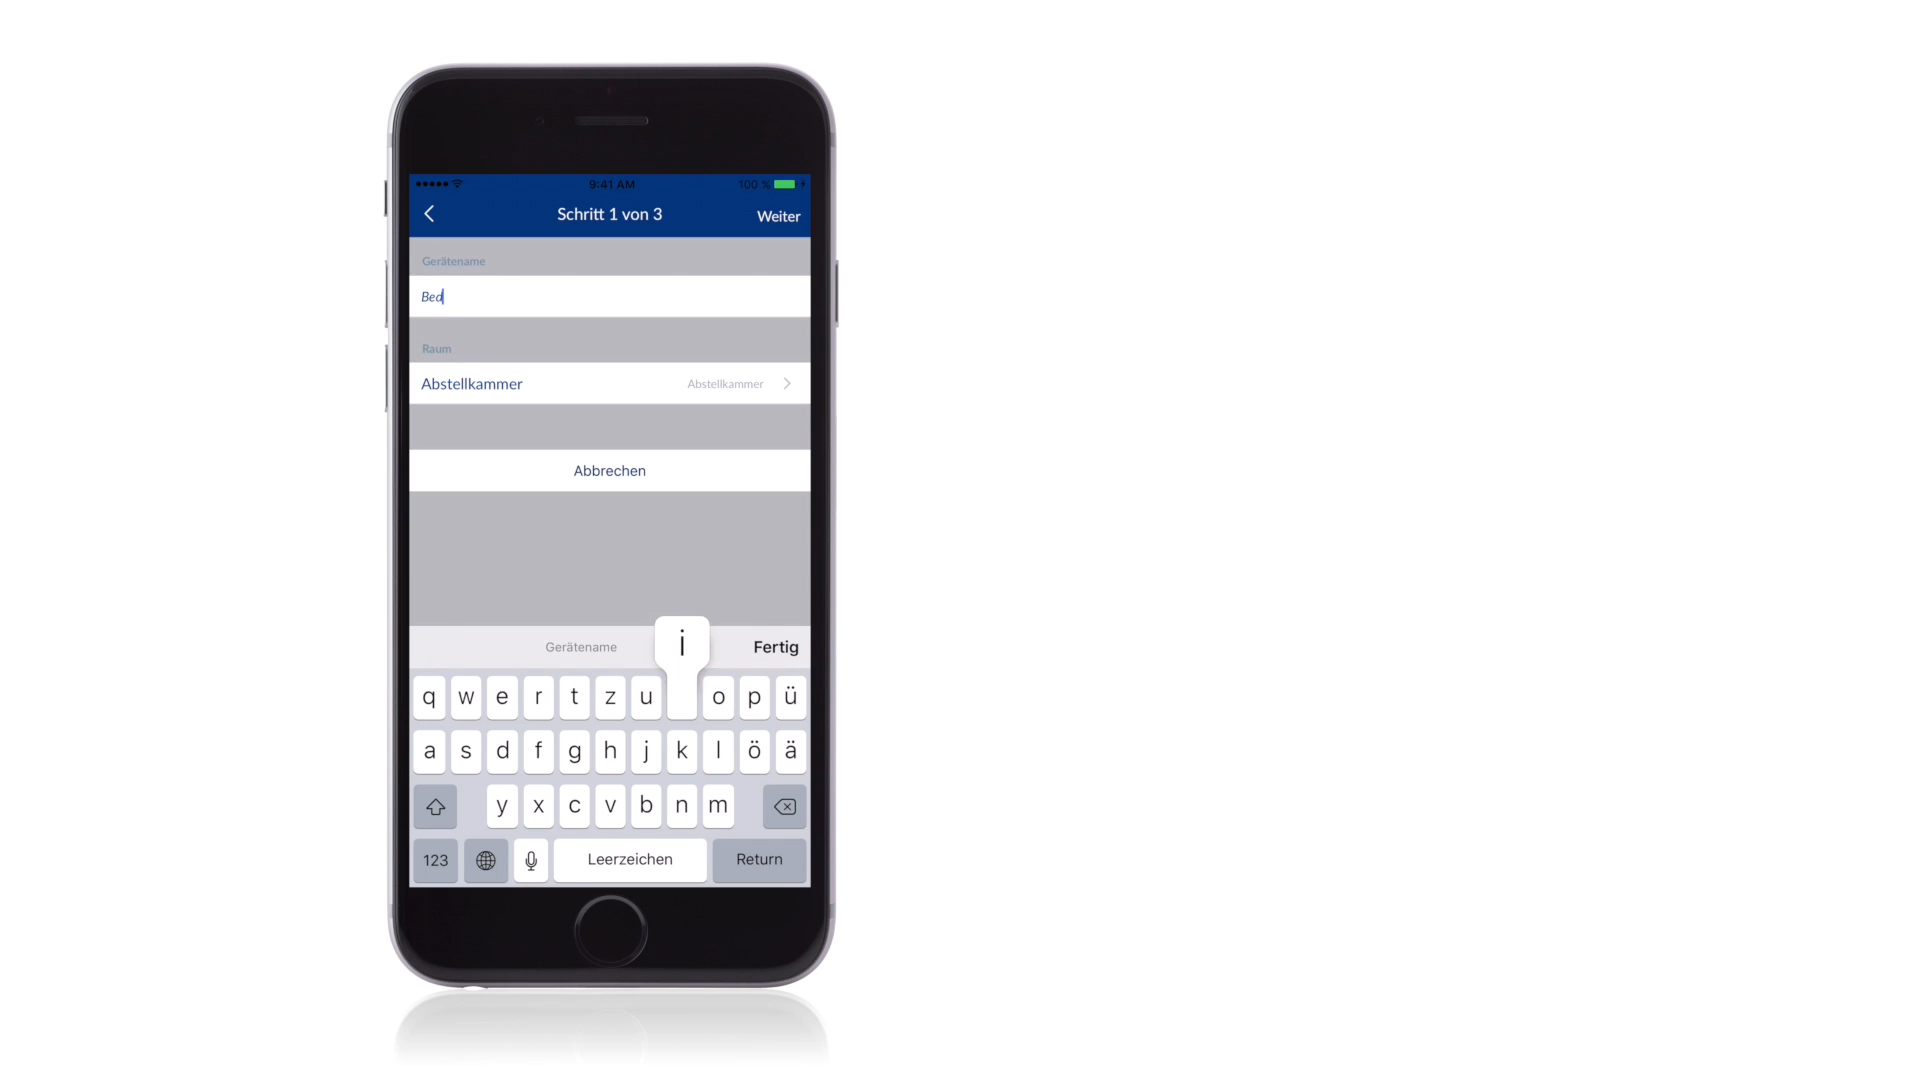 9:41 AM 100 %
Schritt 1 von 3 Weiter
Gerätename
Bed
Raum
Abstellkammer Abstellkammer
Abbrechen
Gerätename i Fertig
q w e r t z u o p ü
a s d f g h j k l ö ä
y x c v b n m
123 Leerzeichen Return